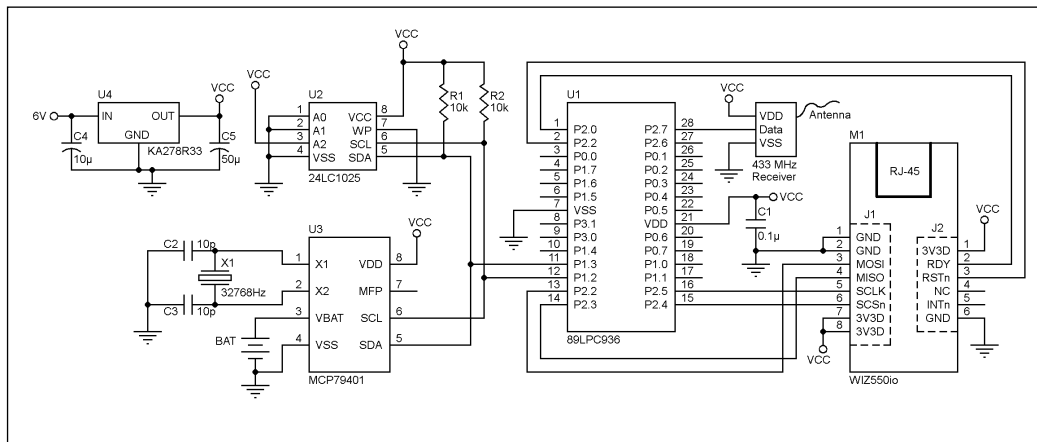 U4
6V
IN
OUT
GND
KA278R33
VCC
C4
10µ
C5
50µ
VCC
U2
1
2
3
4
A0
A1
A2
VSS
VCC
WP
SCL
SDA
8
7
6
5
24LC1025
VCC
R1
10k
R2
10k
C2
10p
X1
32768Hz
C3
10p
BAT
U3
1
2
3
4
X1
X2
VBAT
VSS
VDD
MFP
SCL
SDA
8
7
6
5
VCC
MCP79401
U1
1
2
3
4
5
6
7
8
9
10
11
12
13
14
P2.0
P2.2
P0.0
P1.7
P1.6
P1.5
VSS
P3.1
P3.0
P1.4
P1.3
P1.2
P2.2
P2.3
P2.7
P2.6
P0.1
P0.2
P0.3
P0.4
P0.5
VDD
P0.6
P0.7
P1.0
P1.1
P2.5
P2.4
28
27
26
25
24
23
22
21
20
19
18
17
16
15
89LPC936
VCC
VDD
Data
VSS
Antenna
433 MHz
Receiver
VCC
C1
0.1µ
M1
RJ-45
J1
1
2
3
4
5
6
7
8
GND
GND
MOSI
MISO
SCLK
SCSn
3V3D
3V3D
VCC
J2
3V3D
RDY
RSTn
NC
INTn
GND
1
2
3
4
5
6
VCC
WIZ550io